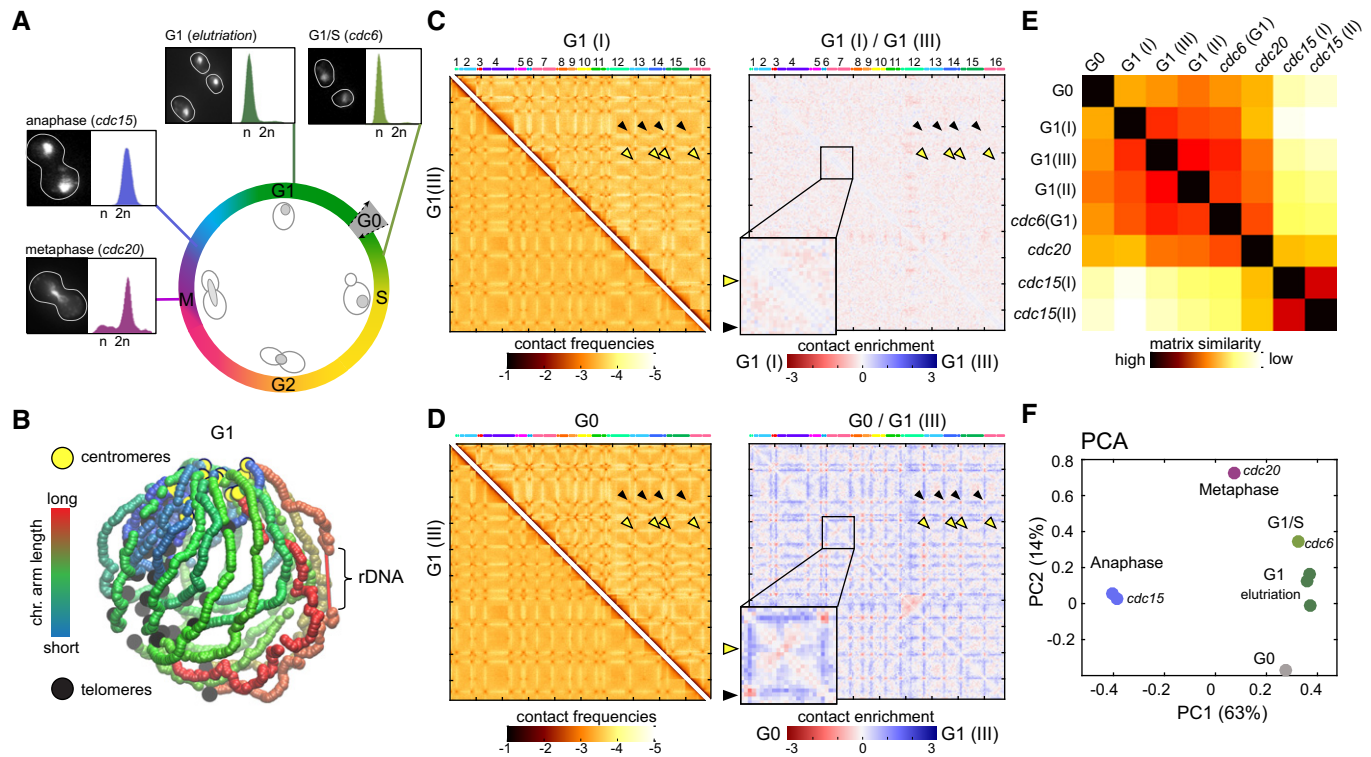 A
G1 (elutriation)
G1/S (cdc6)
n 2n
n 2n
anaphase (cdc15)
n 2n
metaphase (cdc20)
n 2n
G1
G0
S
G2
M
B
G1
centromeres
long
chr. arm length
short
rDNA
telomeres
C
G1 (I)
1 2 3 4 5 6 7 8 9 10 11 12 13 14 15 16
G1(III)
contact frequencies
-1 -2 -3 -4 -5
G1 (I) / G1 (III)
1 2 3 4 5 6 7 8 9 10 11 12 13 14 15 16
contact enrichment
G1 (I) G1 (III)
-3 0 3
D
G0
G1 (III)
contact frequencies
-1 -2 -3 -4 -5
G0 / G1 (III)
contact enrichment
G0 G1 (III)
-3 0 3
E
G0 G1 (I) G1 (III) G1 (II) cdc6 (G1) cdc20 cdc15 (I) cdc15 (II)
G0
G1(I)
G1(III)
G1(II)
cdc6(G1)
cdc20
cdc15(I)
cdc15(II)
matrix similarity
high low
F
PCA
0.8
0.6
0.4
0.2
0
-0.2
PC2 (14%)
cdc20
Metaphase
G1/S
cdc6
Anaphase
cdc15
G1
elutriation
G0
-0.4 -0.2 0 0.2 0.4
PC1 (63%)